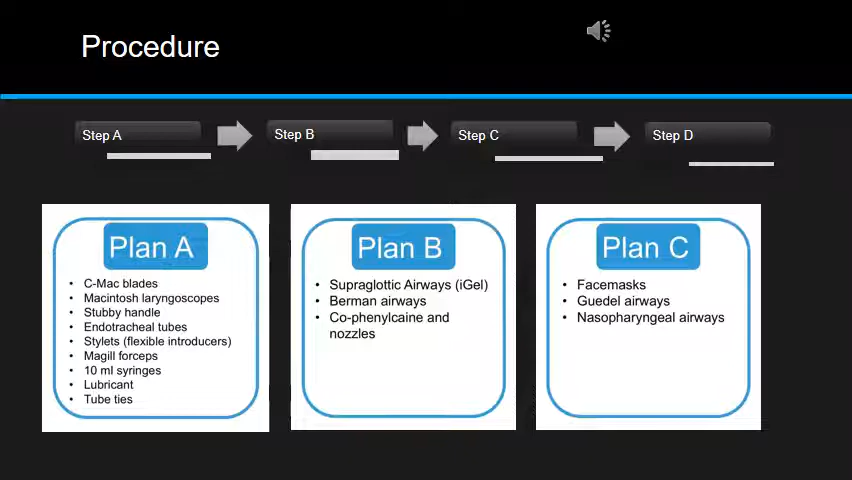 Procedure
Step A
Step B
Step C
Step D
Plan A
• C-Mac blades
• Macintosh laryngoscopes
• Stubby handle
• Endotracheal tubes
• Stylets (flexible introducers)
• Magill forceps
• 10 ml syringes
• Lubricant
• Tube ties
Plan B
• Supraglottic Airways (iGel)
• Berman airways
• Co-phenylcaine and
nozzles
Plan C
• Facemasks
• Guedel airways
• Nasopharyngeal airways